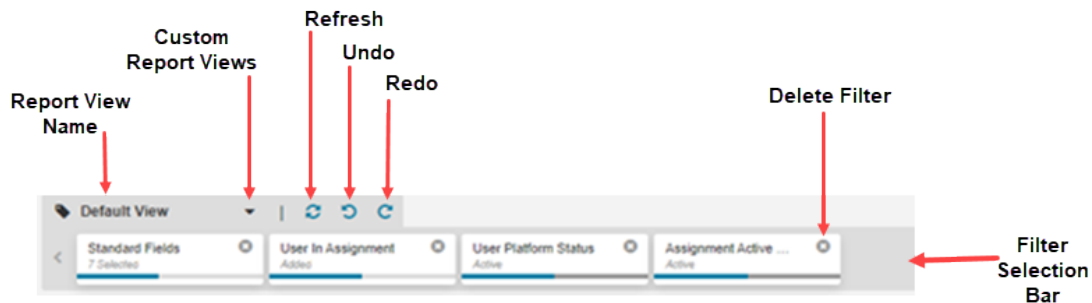 Refresh
Custom
Report Views
Undo
Redo
Report View
Name
Delete Filter
Default View
Standard Fields
7 Selected
User In Assignment
Added
User Platform Status
Active
Assignment Active ...
Active
Filter
Selection
Bar